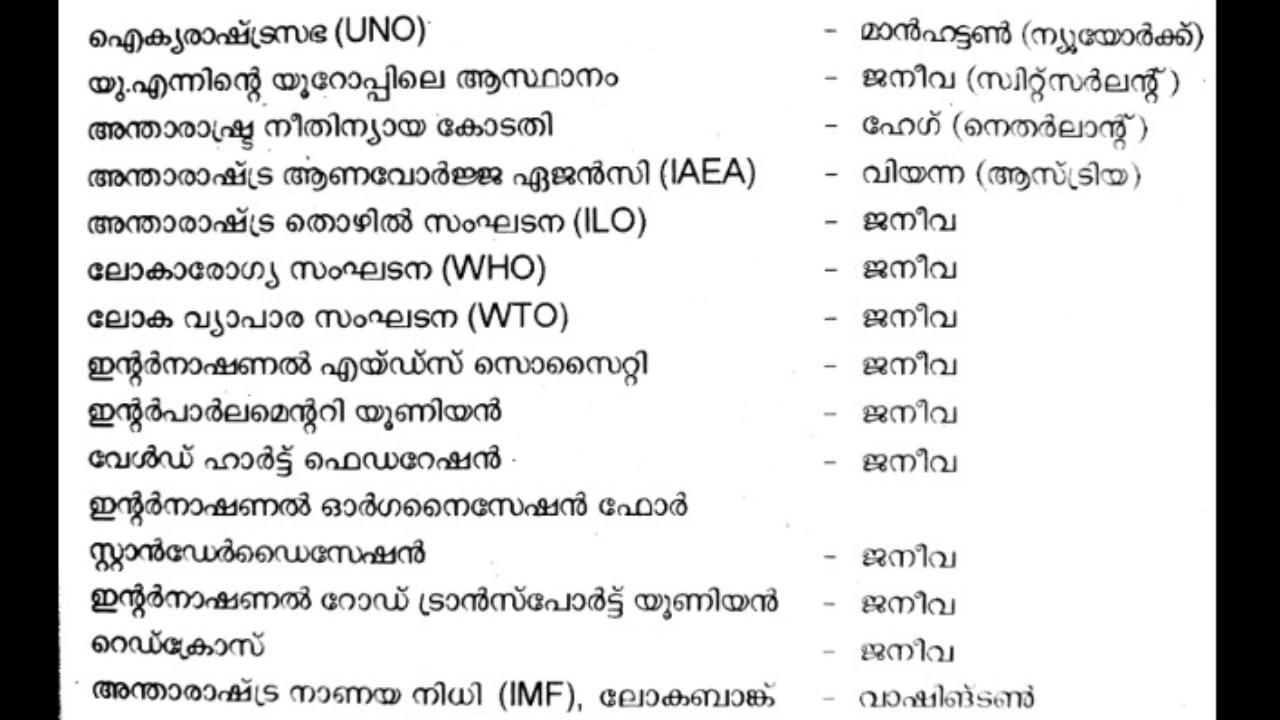 ഐക്യരാഷ്ട്രസഭ (UNO) - മാൻഹട്ടൺ (ന്യൂയോർക്ക്)
യു.എന്നിന്റെ യൂറോപ്പിലെ ആസ്ഥാനം - ജനീവ (സ്വിറ്റ്സർലന്റ്)
അന്താരാഷ്ട്ര നീതിന്യായ കോടതി - ഹേഗ് (നെതർലാന്റ്)
അന്താരാഷ്ട്ര ആണവോർജ്ജ ഏജൻസി (IAEA) - വിയന്ന (ആസ്ട്രിയ)
അന്താരാഷ്ട്ര തൊഴിൽ സംഘടന (ILO) - ജനീവ
ലോകാരോഗ്യ സംഘടന (WHO) - ജനീവ
ലോക വ്യാപാര സംഘടന (WTO) - ജനീവ
ഇന്റർനാഷണൽ എയ്ഡ്സ് സൊസൈറ്റി - ജനീവ
ഇന്റർപാർലമെന്ററി യൂണിയൻ - ജനീവ
വേൾഡ് ഹാർട്ട് ഫെഡറേഷൻ - ജനീവ
ഇന്റർനാഷണൽ ഓർഗനൈസേഷൻ ഫോർ
സ്റ്റാൻഡേർഡൈസേഷൻ - ജനീവ
ഇന്റർനാഷണൽ റോഡ് ട്രാൻസ്പോർട്ട് യൂണിയൻ - ജനീവ
റെഡ്ക്രോസ് - ജനീവ
അന്താരാഷ്ട്ര നാണയ നിധി (IMF), ലോകബാങ്ക് - വാഷിങ്ടൺ